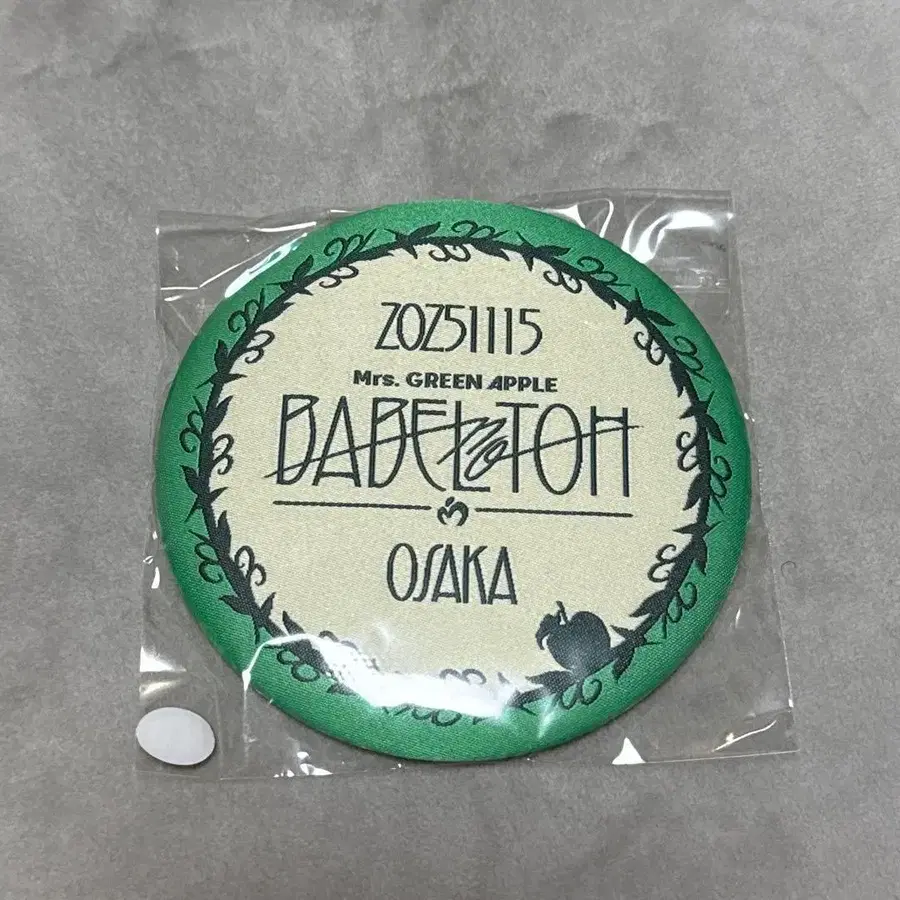 20251115
Mrs. GREEN APPLE
BABEL no TOH
OSAKA